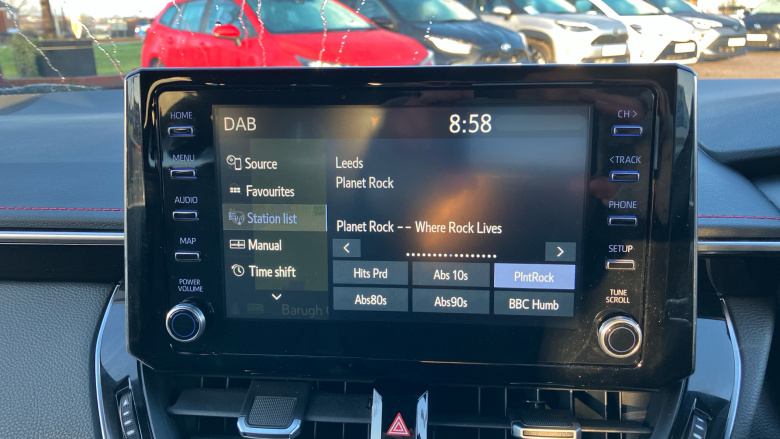 DAB 8:58
HOME
MENU
AUDIO
MAP
POWER
VOLUME
Source
Favourites
Station list
Manual
Time shift
Barugh
Leeds
Planet Rock
Planet Rock -- Where Rock Lives
< >
Hits Prd Abs 10s PlntRock
Abs80s Abs90s BBC Humb
CH >
< TRACK
PHONE
SETUP
TUNE
SCROLL